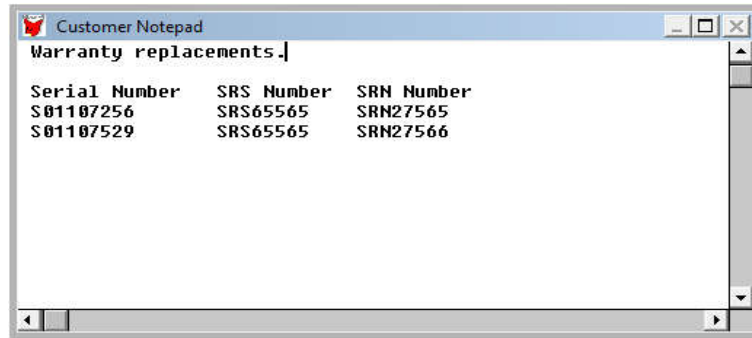 Customer Notepad
Warranty replacements.
Serial Number SRS Number SRN Number
S01107256 SRS65565 SRN27565
S01107529 SRS65565 SRN27566